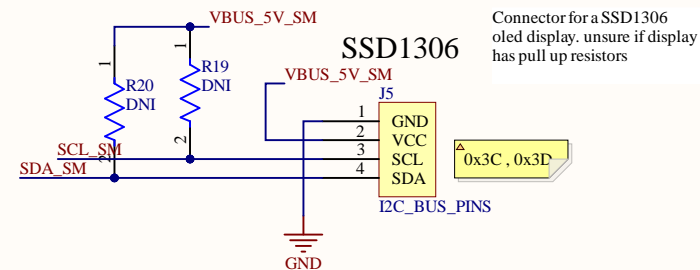 VBUS_5V_SM
Connector for a SSD1306
oled display. unsure if display
has pull up resistors
SSD1306
1
1
R19
DNI
R20
DNI
VBUS_5V_SM
J5
2
2
SCL_SM
SDA_SM
1 GND
2 VCC
3 SCL
4 SDA
0x3C , 0x3D
I2C_BUS_PINS
GND